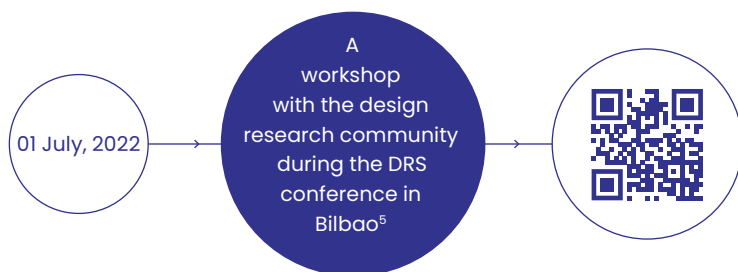 01 July, 2022
A
workshop
with the design
research community
during the DRS
conference in
Bilbao⁵